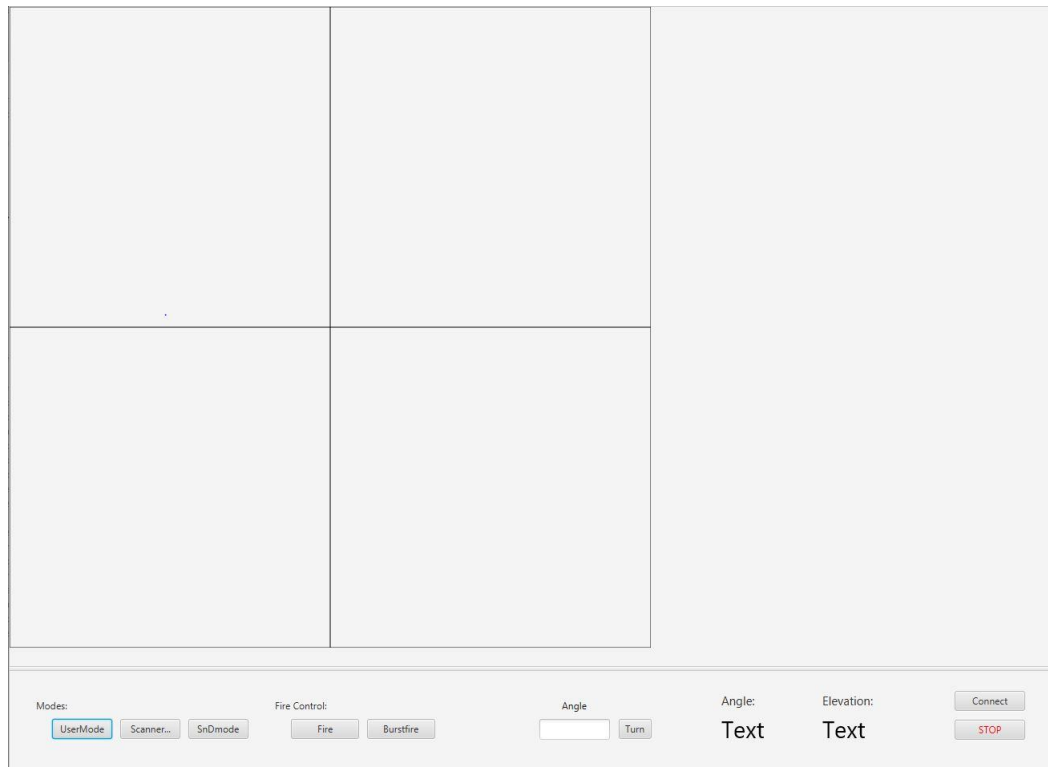 Modes:
UserMode Scanner... SnDmode
Fire Control:
Fire Burstfire
Angle
Turn
Angle:
Text
Elevation:
Text
Connect
STOP